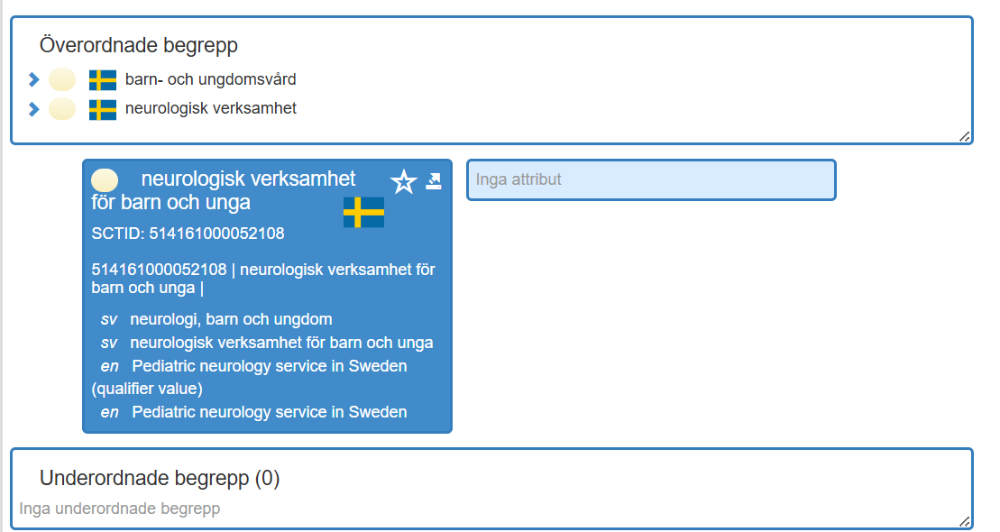 Överordnade begrepp
barn- och ungdomsvård
neurologisk verksamhet
neurologisk verksamhet
för barn och unga
SCTID: 514161000052108
514161000052108 | neurologisk verksamhet för
barn och unga |
sv neurologi, barn och ungdom
sv neurologisk verksamhet för barn och unga
en Pediatric neurology service in Sweden
(qualifier value)
en Pediatric neurology service in Sweden
Inga attribut
Underordnade begrepp (0)
Inga underordnade begrepp